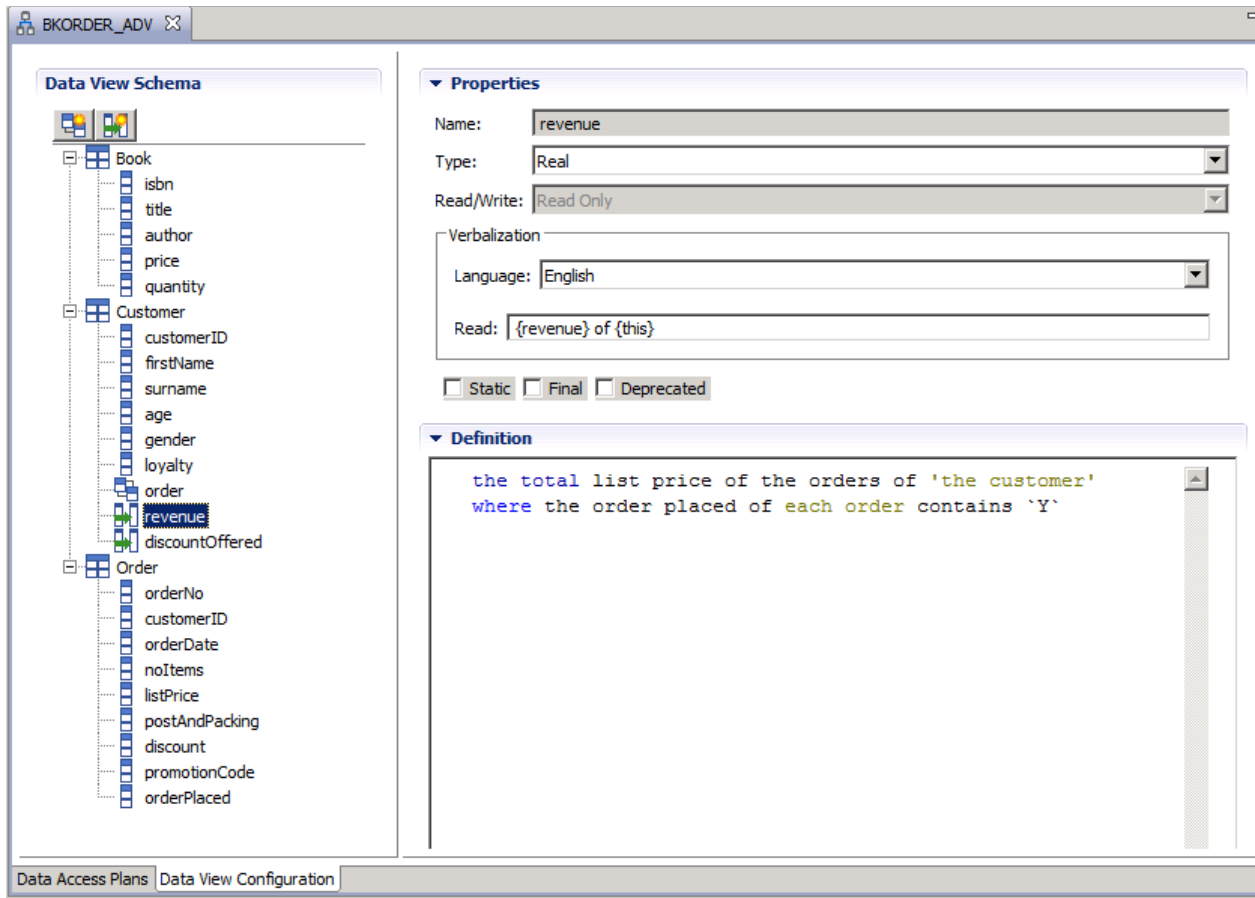 BKORDER_ADV
Data View Schema
Book
isbn
title
author
price
quantity
Customer
customerID
firstName
surname
age
gender
loyalty
order
revenue
discountOffered
Order
orderNo
customerID
orderDate
noItems
listPrice
postAndPacking
discount
promotionCode
orderPlaced
Properties
Name: revenue
Type: Real
Read/Write: Read Only
Verbalization
Language: English
Read: {revenue} of {this}
Static Final Deprecated
Definition
the total list price of the orders of 'the customer'
where the order placed of each order contains `Y`
Data Access Plans Data View Configuration